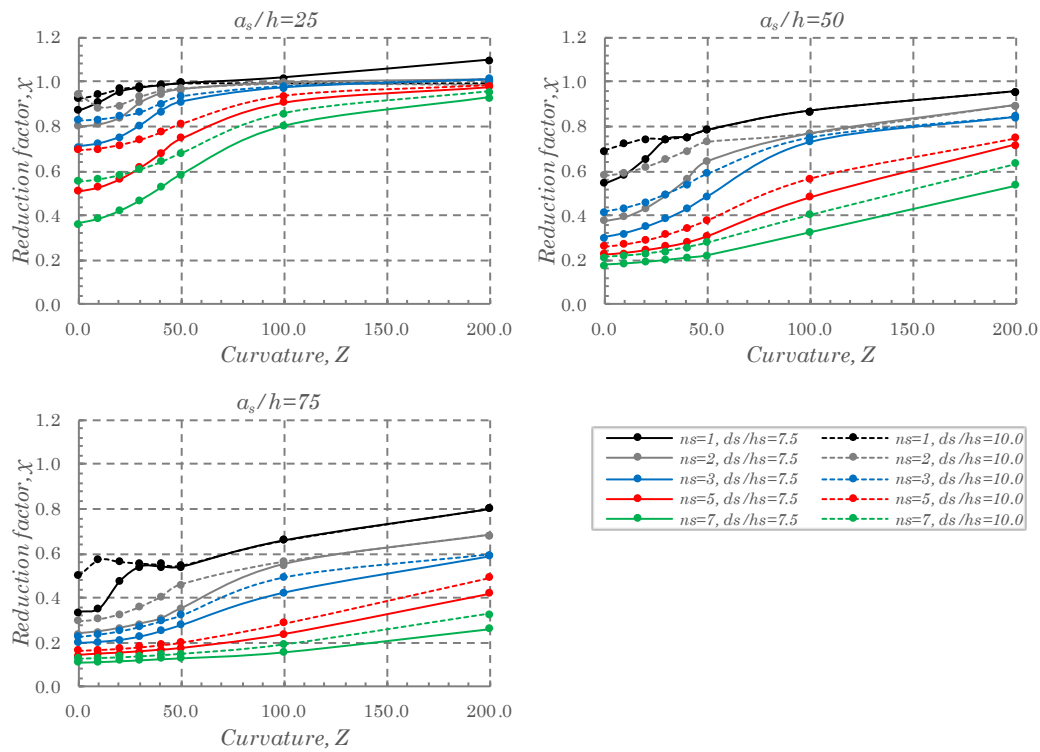 a_s/h=25
1.2
1.0
0.8
0.6
0.4
0.2
0.0
Reduction factor, χ
0.0 50.0 100.0 150.0 200.0
Curvature, Z
a_s/h=50
1.2
1.0
0.8
0.6
0.4
0.2
0.0
Reduction factor, χ
0.0 50.0 100.0 150.0 200.0
Curvature, Z
a_s/h=75
1.2
1.0
0.8
0.6
0.4
0.2
0.0
Reduction factor, χ
0.0 50.0 100.0 150.0 200.0
Curvature, Z
ns=1, ds/hs=7.5 ns=1, ds/hs=10.0
ns=2, ds/hs=7.5 ns=2, ds/hs=10.0
ns=3, ds/hs=7.5 ns=3, ds/hs=10.0
ns=5, ds/hs=7.5 ns=5, ds/hs=10.0
ns=7, ds/hs=7.5 ns=7, ds/hs=10.0